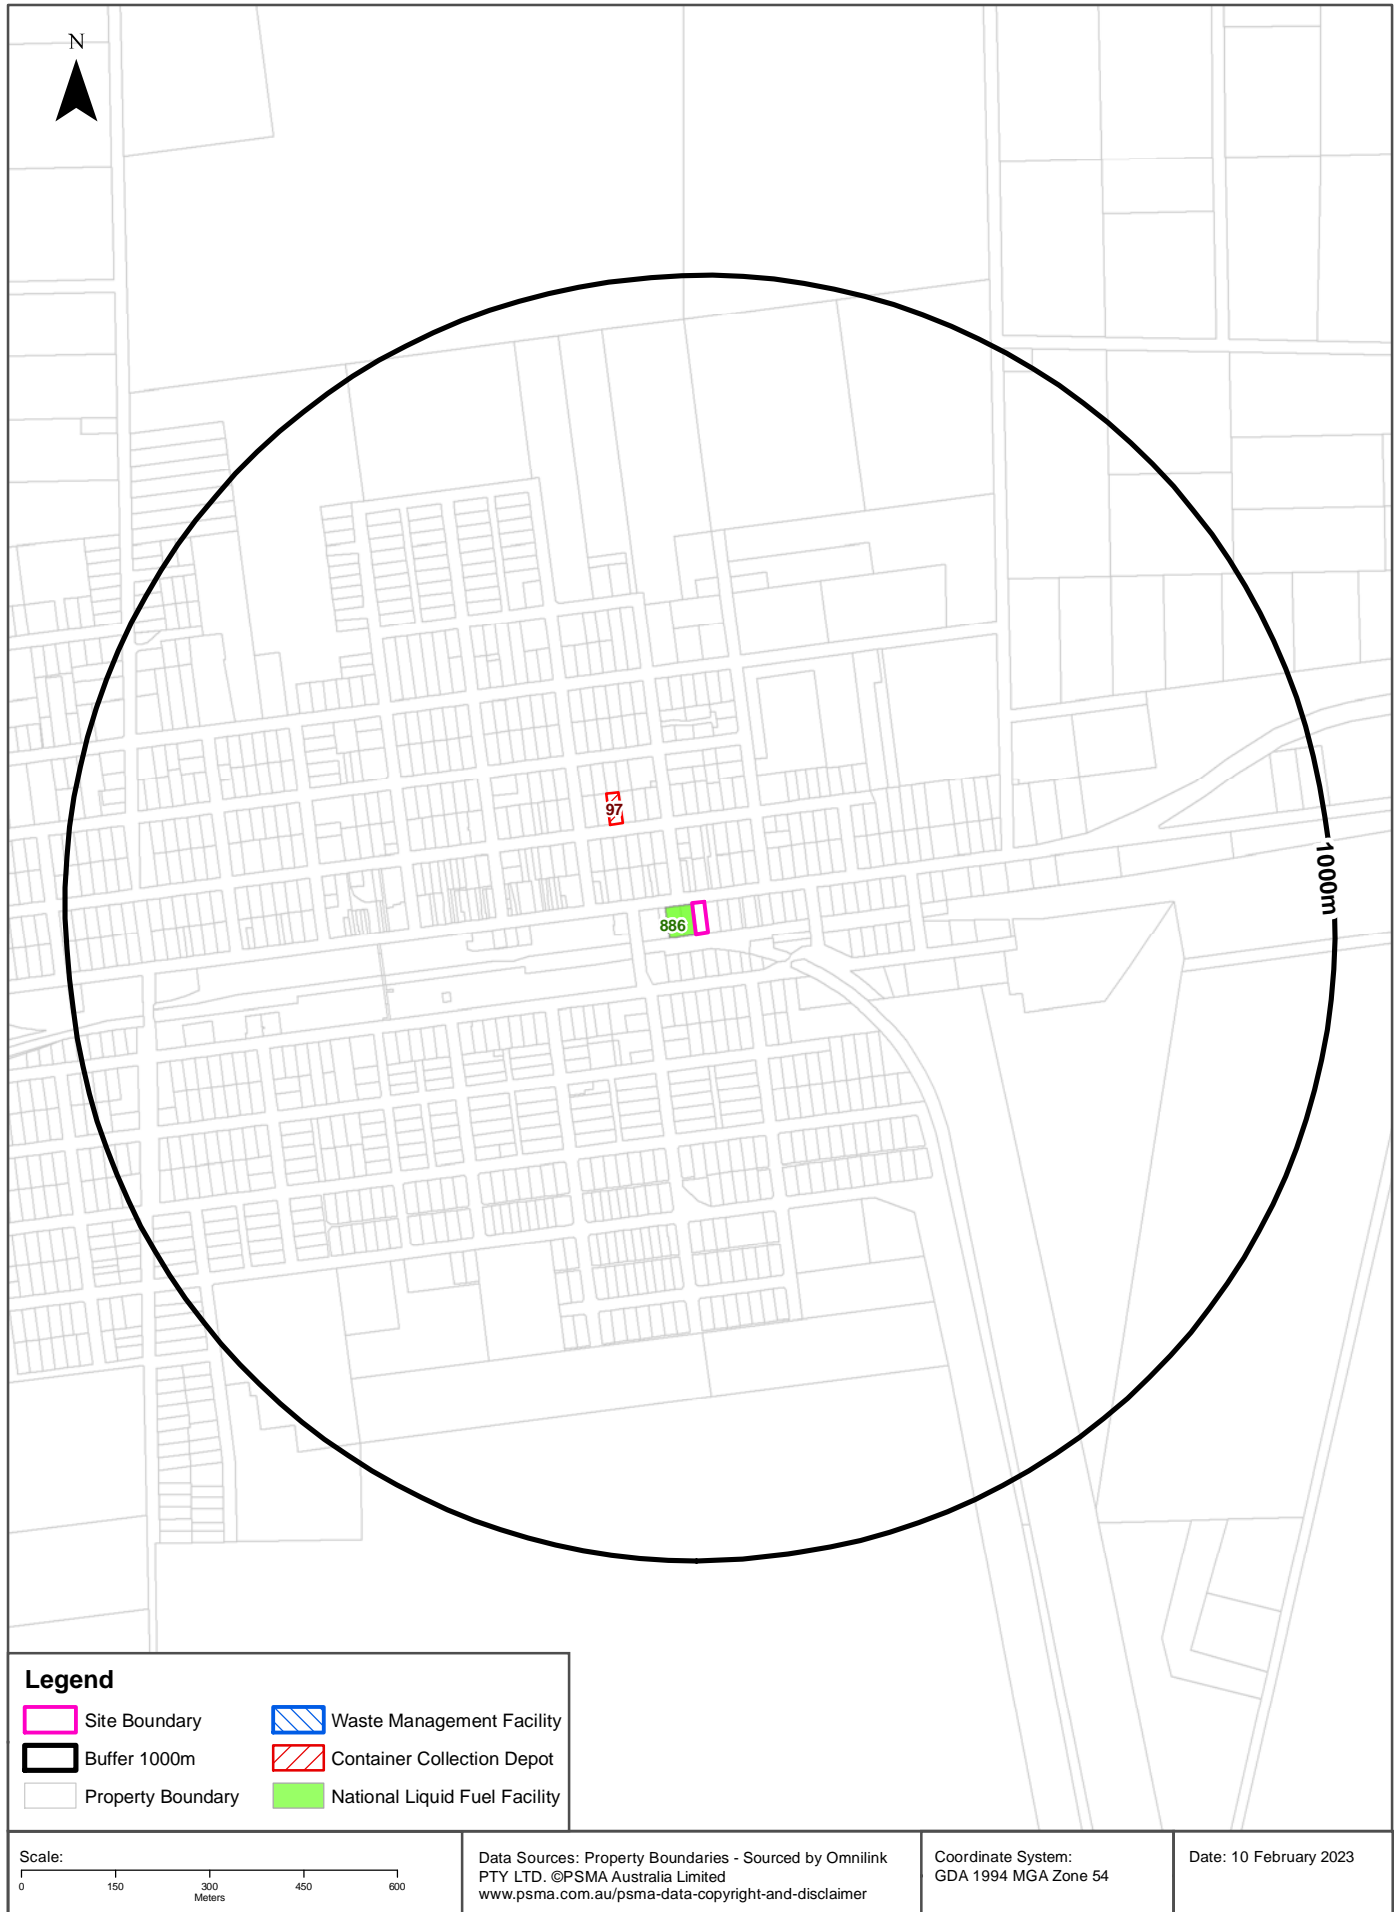 N
97
886
1000m
Legend
Site Boundary
Waste Management Facility
Buffer 1000m
Container Collection Depot
Property Boundary
National Liquid Fuel Facility
Scale:
0 150 300 450 600
Meters
Data Sources: Property Boundaries - Sourced by Omnilink
PTY LTD. ©PSMA Australia Limited
www.psma.com.au/psma-data-copyright-and-disclaimer
Coordinate System:
GDA 1994 MGA Zone 54
Date: 10 February 2023